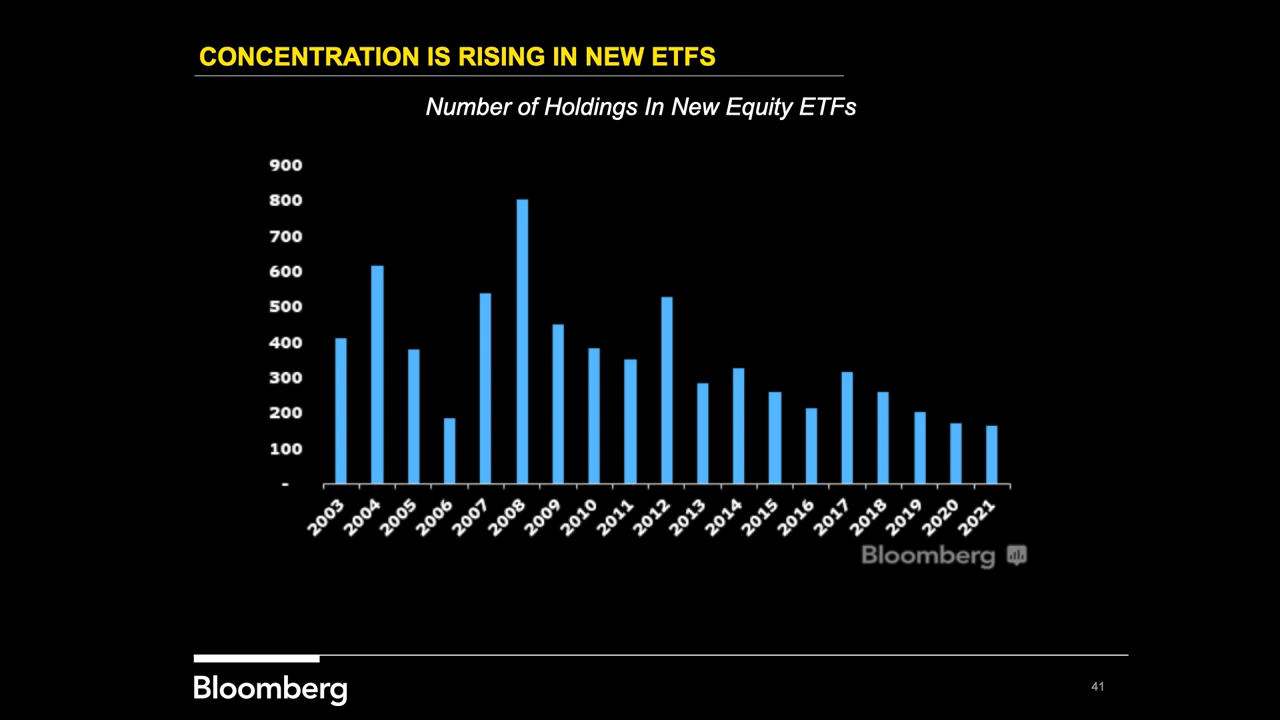 CONCENTRATION IS RISING IN NEW ETFS
Number of Holdings In New Equity ETFs
900
800
700
600
500
400
300
200
100
-
2003 2004 2005 2006 2007 2008 2009 2010 2011 2012 2013 2014 2015 2016 2017 2018 2019 2020 2021
Bloomberg
Bloomberg
41